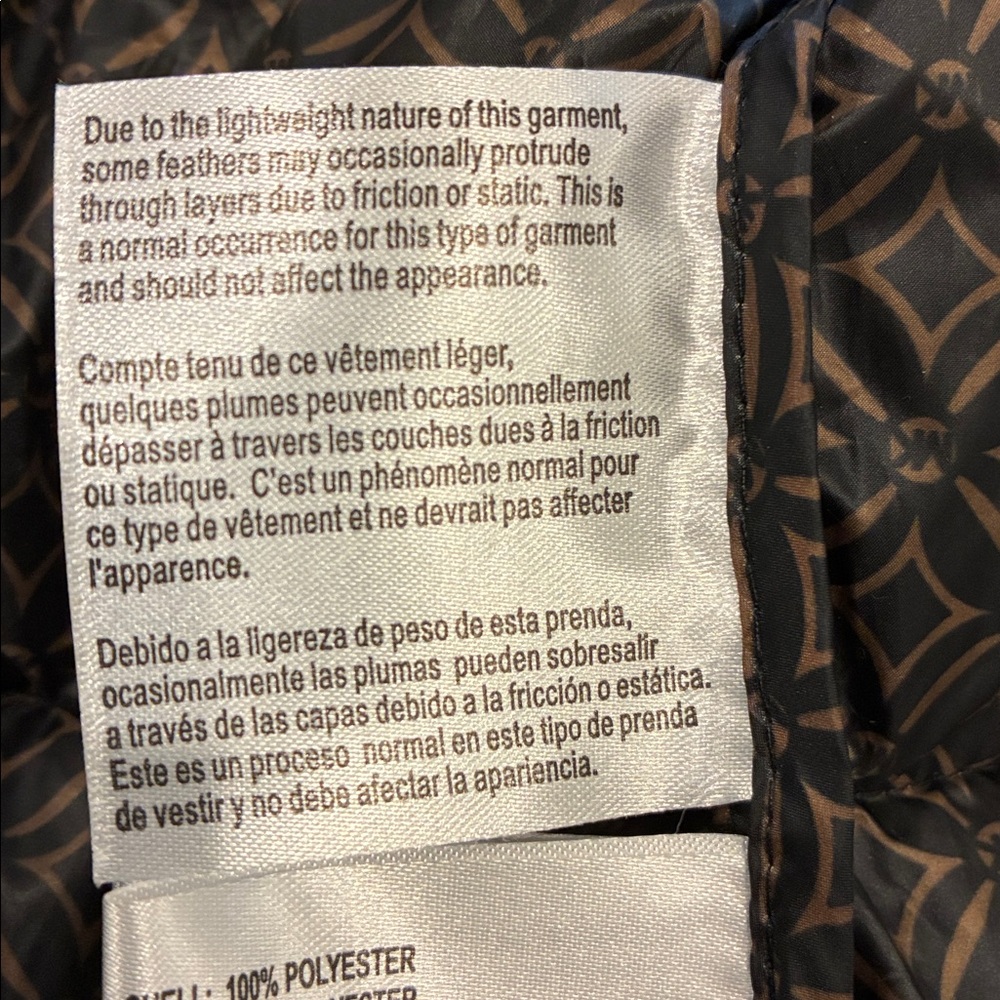 Due to the lightweight nature of this garment,
some feathers may occasionally protrude
through layers due to friction or static. This is
a normal occurrence for this type of garment
and should not affect the appearance.
Compte tenu de ce vêtement léger,
quelques plumes peuvent occasionnellement
dépasser à travers les couches dues à la friction
ou statique. C'est un phénomène normal pour
ce type de vêtement et ne devrait pas affecter
l'apparence.
Debido a la ligereza de peso de esta prenda,
ocasionalmente las plumas pueden sobresalir
a través de las capas debido a la fricción o estática.
Este es un proceso normal en este tipo de prenda
de vestir y no debe afectar la apariencia.
SHELL: 100% POLYESTER